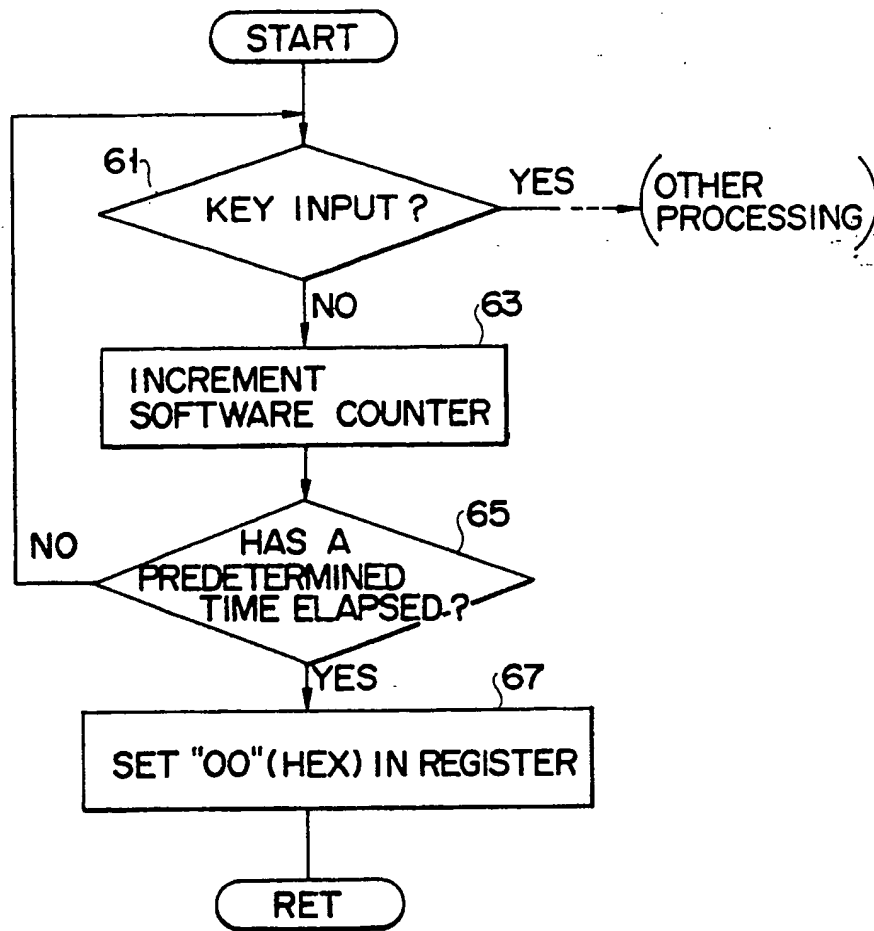 START
61
KEY INPUT?
YES
(OTHER
PROCESSING)
NO
63
INCREMENT
SOFTWARE COUNTER
65
NO
HAS A
PREDETERMINED
TIME ELAPSED?
YES
67
SET "00"(HEX) IN REGISTER
RET